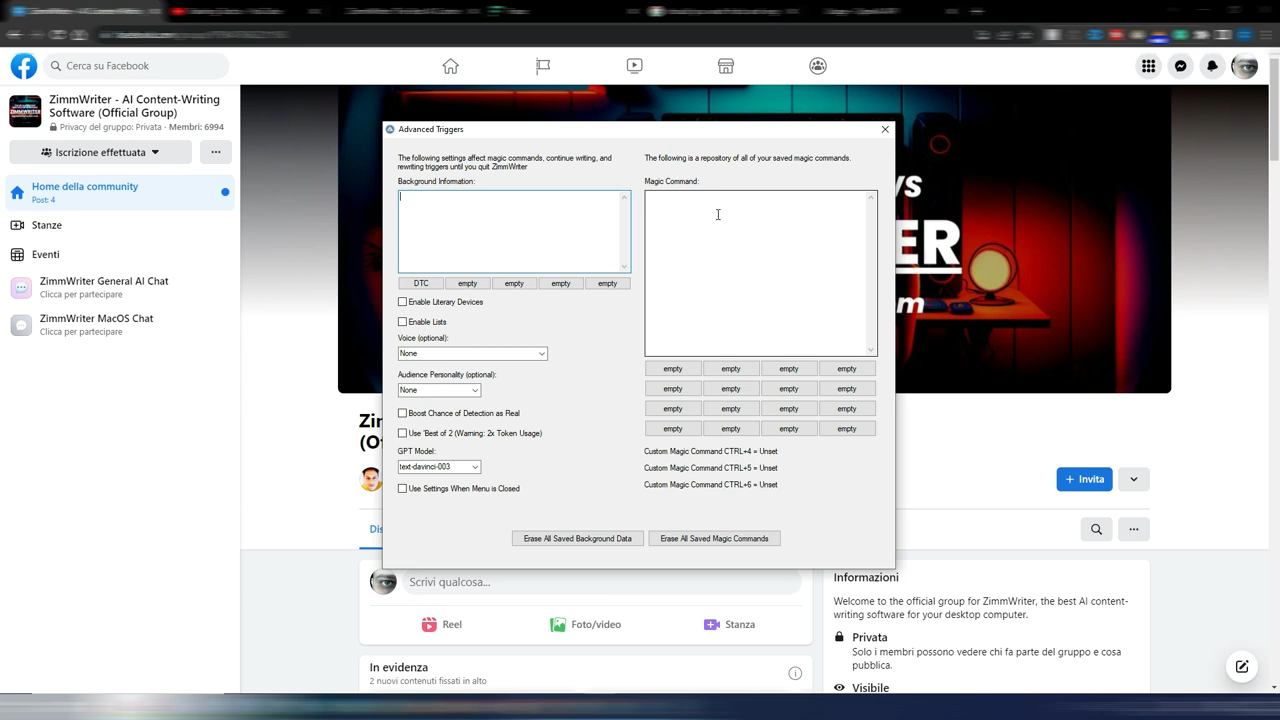 Cerca su Facebook
ZimmWriter - AI Content-Writing
Software (Official Group)
Privacy del gruppo: Privata · Membri: 6994
Iscrizione effettuata
Home della community
Post: 4
Stanze
Eventi
ZimmWriter General AI Chat
Clicca per partecipare
ZimmWriter MacOS Chat
Clicca per partecipare
Advanced Triggers
The following settings affect magic commands, continue writing, and
rewriting triggers until you quit ZimmWriter
Background Information:
DTC
empty
empty
empty
empty
Enable Literary Devices
Enable Lists
Voice (optional):
None
Audience Personality (optional):
None
Boost Chance of Detection as Real
Use 'Best of 2 (Warning: 2x Token Usage)
GPT Model:
text-davinci-003
Use Settings When Menu is Closed
The following is a repository of all of your saved magic commands.
Magic Command:
empty empty empty empty
empty empty empty empty
empty empty empty empty
empty empty empty empty
Custom Magic Command CTRL+4 = Unset
Custom Magic Command CTRL+5 = Unset
Custom Magic Command CTRL+6 = Unset
Erase All Saved Background Data
Erase All Saved Magic Commands
ys
ER
m
Zi
(O
Invita
Dis
Scrivi qualcosa...
Reel
Foto/video
Stanza
In evidenza
2 nuovi contenuti fissati in alto
Informazioni
Welcome to the official group for ZimmWriter, the best AI content-
writing software for your desktop computer.
Privata
Solo i membri possono vedere chi fa parte del gruppo e cosa
pubblica.
Visibile